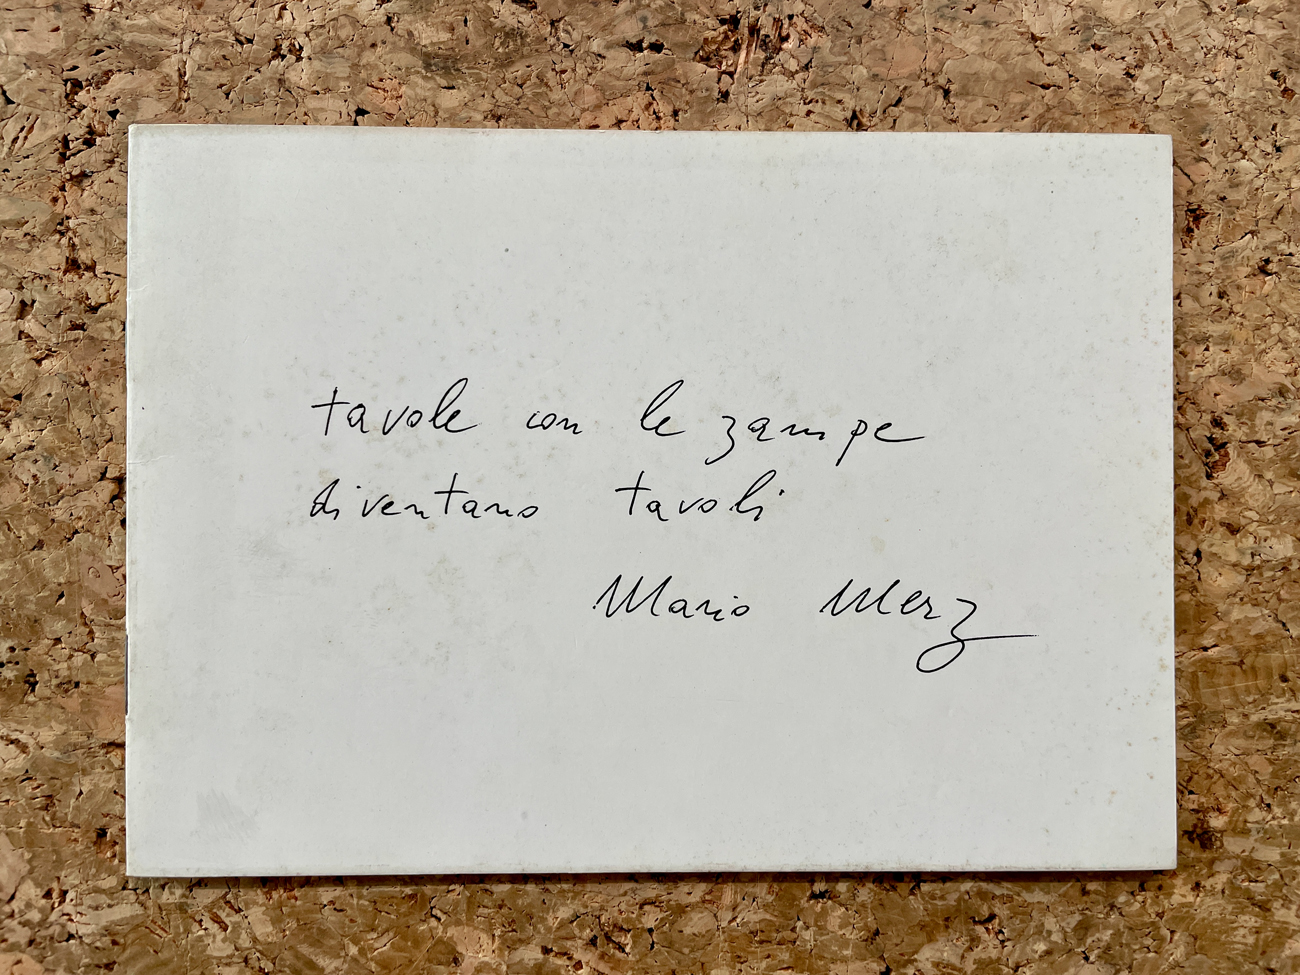 tavole con le zampe
diventano tavoli
Mario Merz